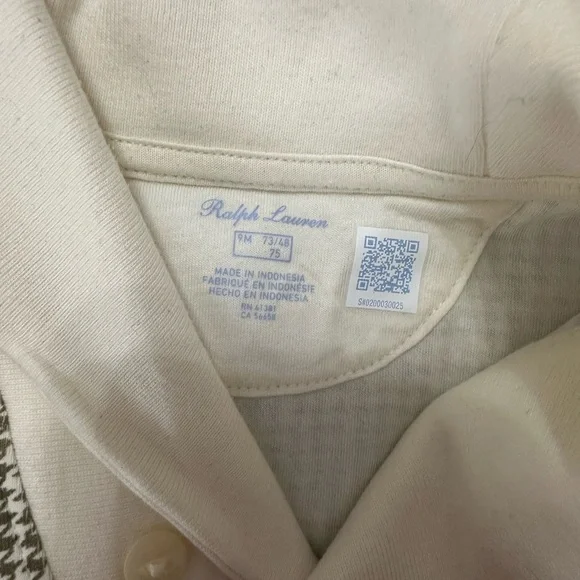 Ralph Lauren
9M 73/48
75
MADE IN INDONESIA
FABRIQUÉ EN INDONÉSIE
HECHO EN INDONESIA
RN 61381
CA 56658
S40200030025